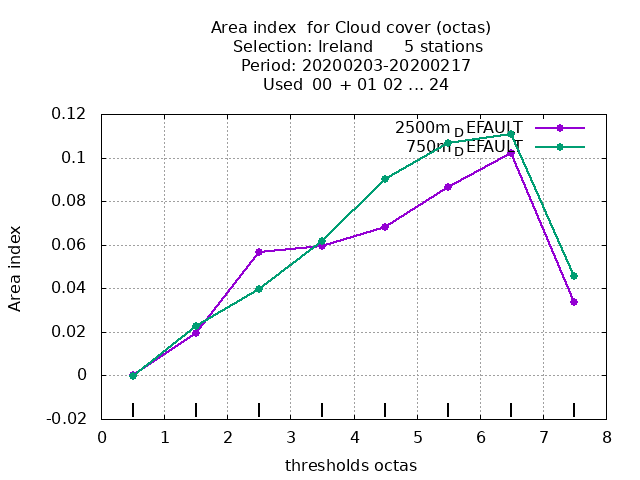 Area index  for Cloud cover (octas)
Selection: Ireland      5 stations
Period: 20200203-20200217
Used  00 + 01 02 ... 24
2500m_DEFAULT
750m_DEFAULT
0.12
0.1
0.08
0.06
0.04
0.02
0
-0.02
Area index
0 1 2 3 4 5 6 7 8
thresholds octas